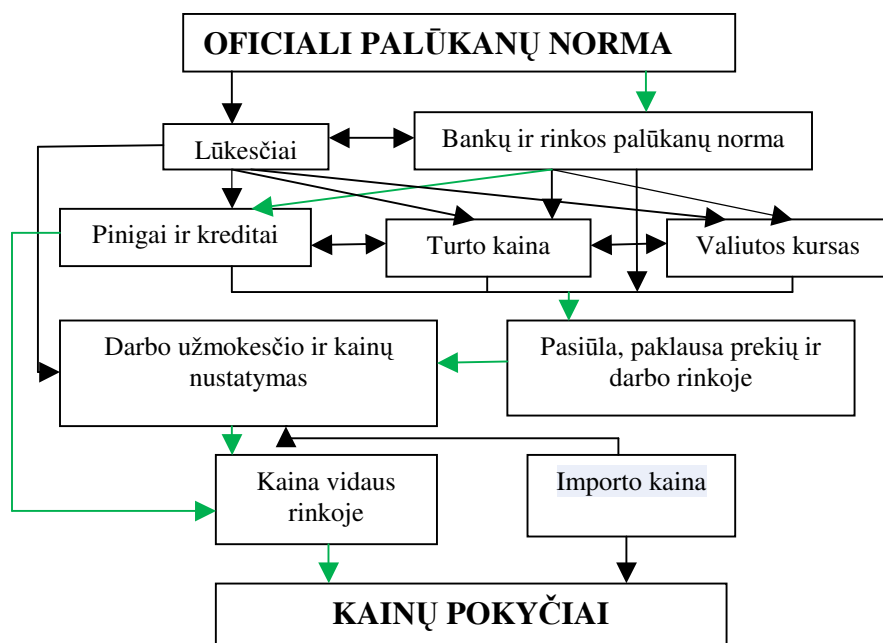 OFICIALI PALŪKANŲ NORMA
Lūkesčiai
Bankų ir rinkos palūkanų norma
Pinigai ir kreditai
Turto kaina
Valiutos kursas
Darbo užmokesčio ir kainų
nustatymas
Pasiūla, paklausa prekių ir
darbo rinkoje
Kaina vidaus
rinkoje
Importo kaina
KAINŲ POKYČIAI